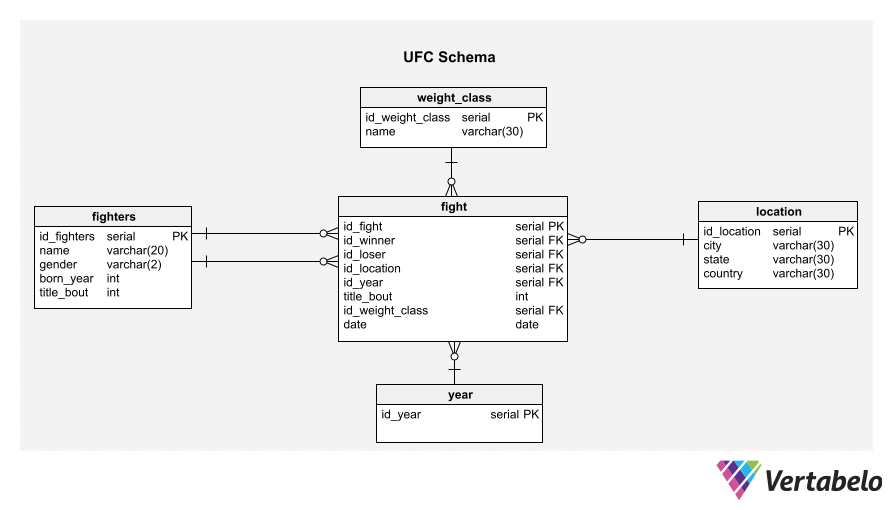 UFC Schema
weight_class
id_weight_class serial PK
name varchar(30)
fighters
id_fighters serial PK
name varchar(20)
gender varchar(2)
born_year int
title_bout int
fight
id_fight serial PK
id_winner serial FK
id_loser serial FK
id_location serial FK
id_year serial FK
title_bout int
id_weight_class serial FK
date date
location
id_location serial PK
city varchar(30)
state varchar(30)
country varchar(30)
year
id_year serial PK
Vertabelo